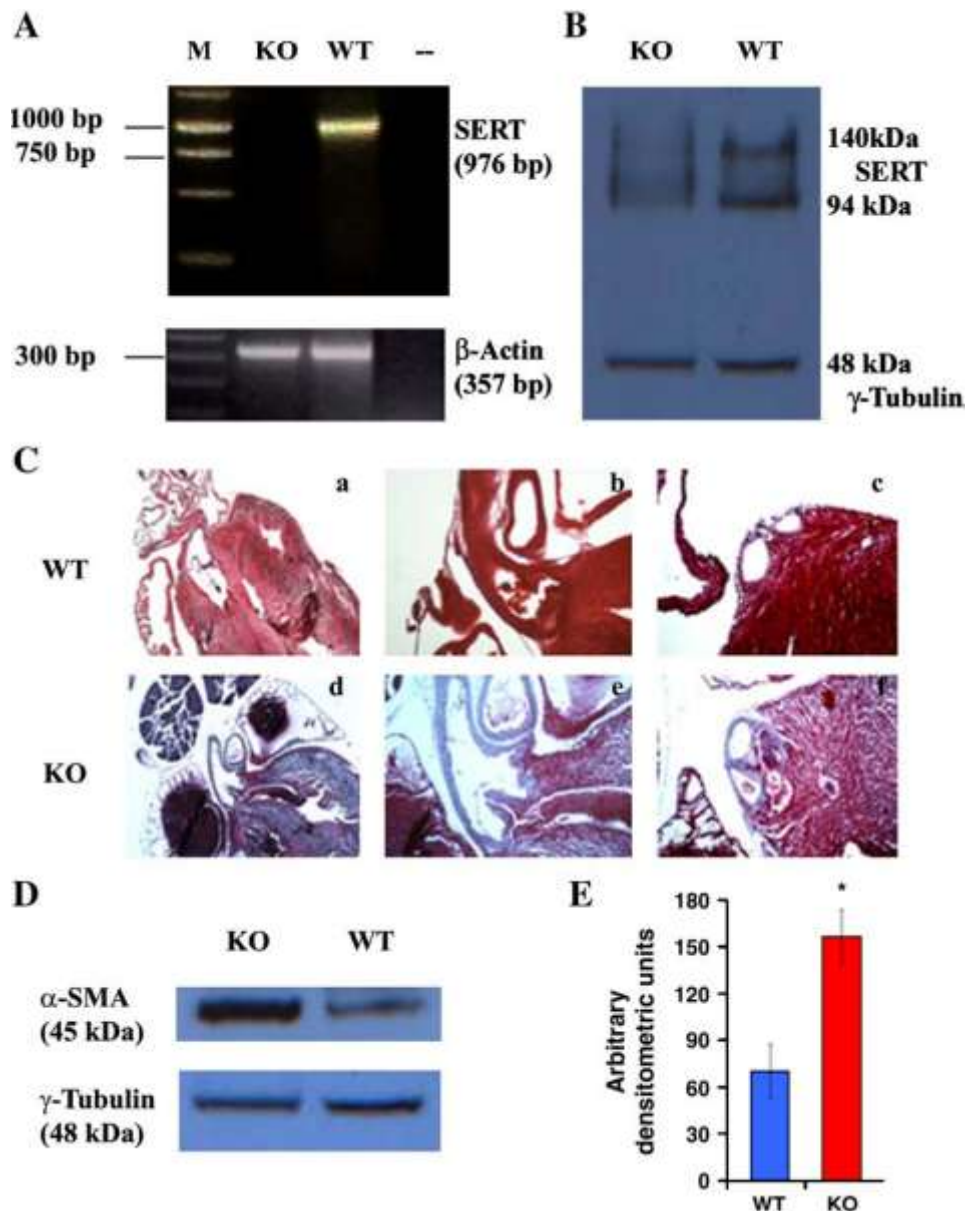 A
M KO WT --
1000 bp
750 bp
SERT
(976 bp)
300 bp
β-Actin
(357 bp)
B
KO WT
140kDa
SERT
94 kDa
48 kDa
γ-Tubulin
C
WT
a
b
c
KO
d
e
f
D
KO WT
α-SMA
(45 kDa)
γ-Tubulin
(48 kDa)
E
*
Arbitrary
densitometric units
180
150
120
90
60
30
0
WT KO